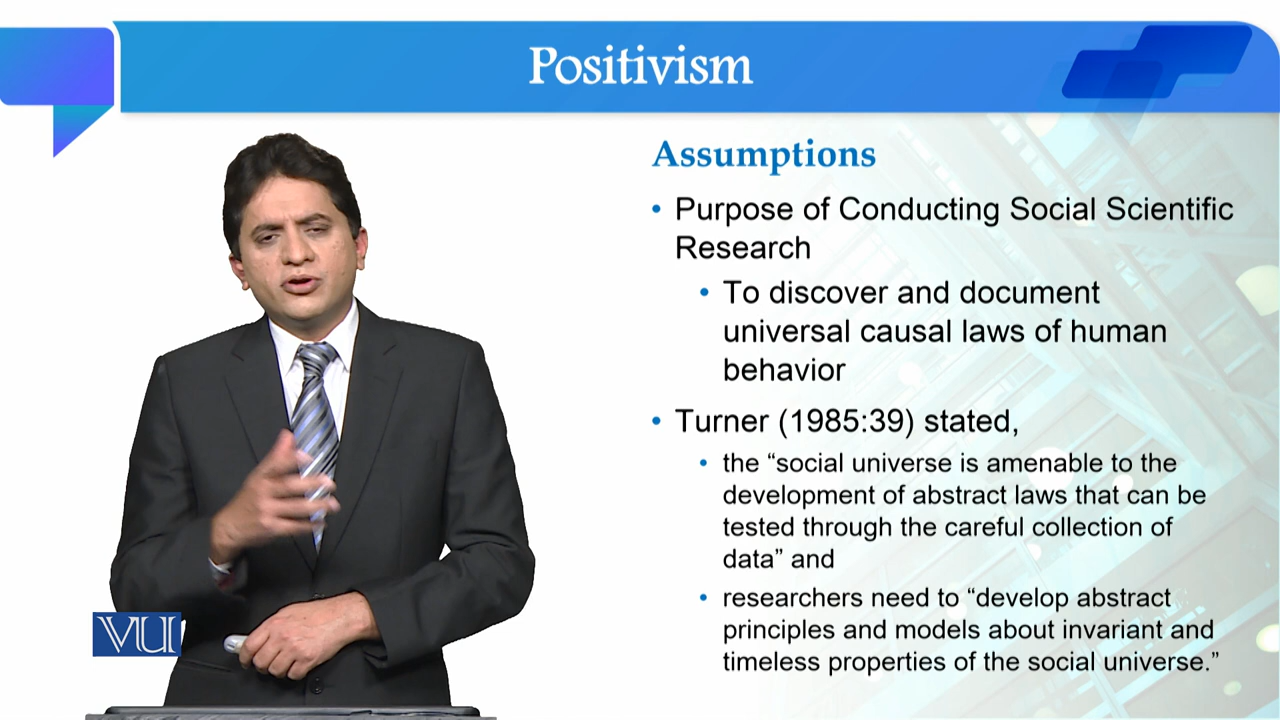 Positivism
Assumptions
• Purpose of Conducting Social Scientific
Research
• To discover and document
universal causal laws of human
behavior
• Turner (1985:39) stated,
• the “social universe is amenable to the
development of abstract laws that can be
tested through the careful collection of
data” and
• researchers need to “develop abstract
principles and models about invariant and
timeless properties of the social universe.”
VU